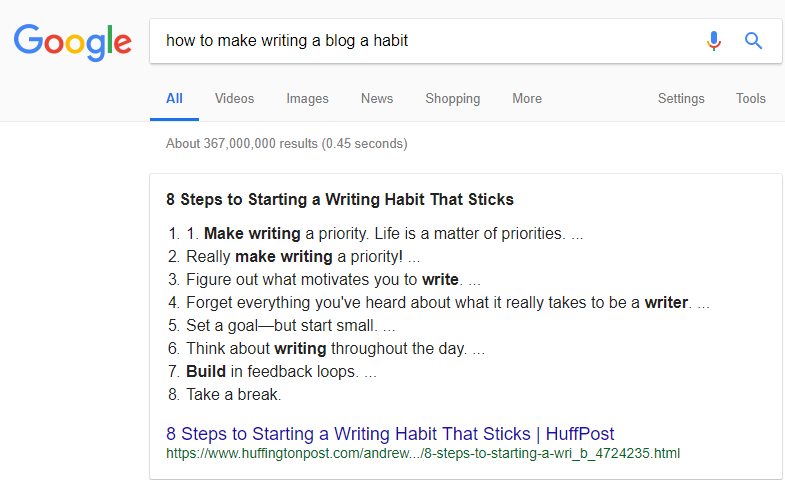 Google
how to make writing a blog a habit
All Videos Images News Shopping More Settings Tools
About 367,000,000 results (0.45 seconds)
8 Steps to Starting a Writing Habit That Sticks
1. 1. Make writing a priority. Life is a matter of priorities. ...
2. Really make writing a priority! ...
3. Figure out what motivates you to write. ...
4. Forget everything you've heard about what it really takes to be a writer. ...
5. Set a goal—but start small. ...
6. Think about writing throughout the day. ...
7. Build in feedback loops. ...
8. Take a break.
8 Steps to Starting a Writing Habit That Sticks | HuffPost
https://www.huffingtonpost.com/andrew.../8-steps-to-starting-a-wri_b_4724235.html